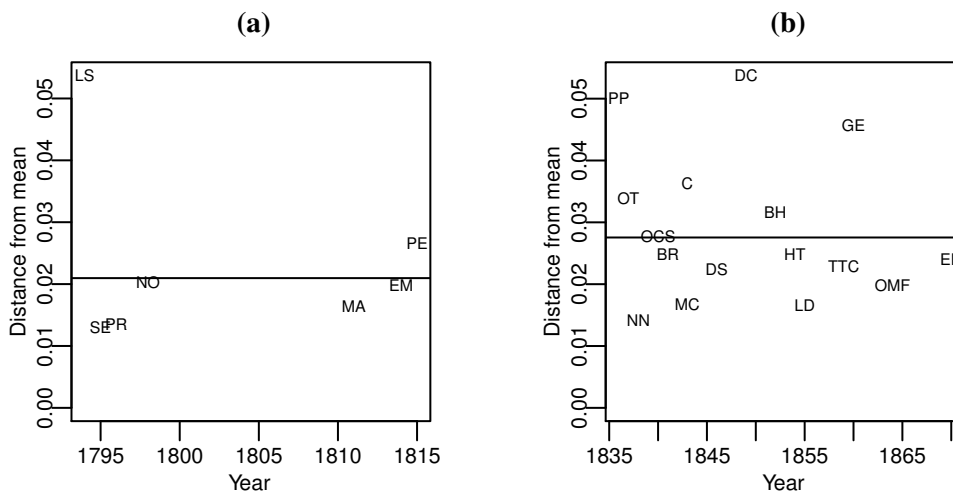 (a)
LS
PE
NO
EM
MA
SE
PR
0.00
0.01
0.02
0.03
0.04
0.05
Distance from mean
1795
1800
1805
1810
1815
Year
(b)
DC
PP
GE
C
OT
BH
OCS
BR
HT
DS
TTC
OMF
MC
LD
NN
0.00
0.01
0.02
0.03
0.04
0.05
Distance from mean
1835
1845
1855
1865
Year